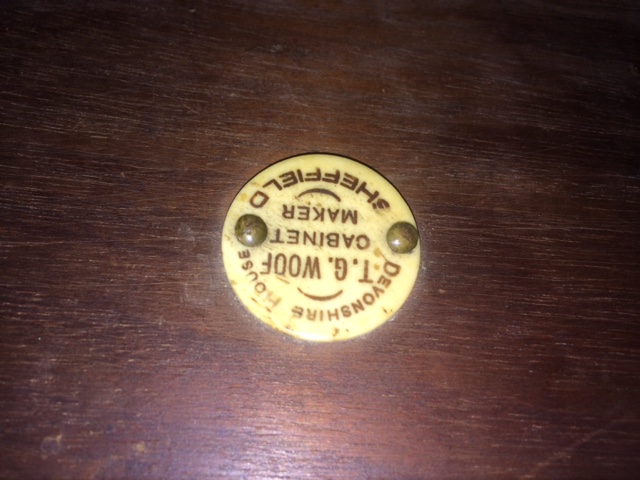 DEVONSHIRE HOUSE
T. G. WOOF
CABINET
MAKER
SHEFFIELD